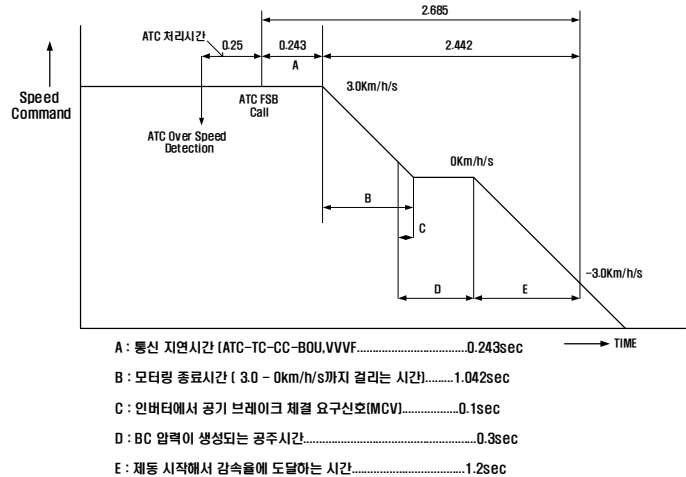 2.685
ATC 처리시간
0.25
0.243
2.442
A
3.0Km/h/s
Speed
Command
ATC FSB
Call
ATC Over Speed
Detection
0Km/h/s
B
C
D
E
-3.0Km/h/s
TIME
A : 통신 지연시간 (ATC-TC-CC-BOU,VVVF..........................0.243sec
B : 모터링 종료시간 ( 3.0 - 0km/h/s까지 걸리는 시간).........1.042sec
C : 인버터에서 공기 브레이크 체결 요구신호(MCV)...................0.1sec
D : BC 압력이 생성되는 공주시간..........................................0.3sec
E : 제동 시작해서 감속율에 도달하는 시간............................1.2sec